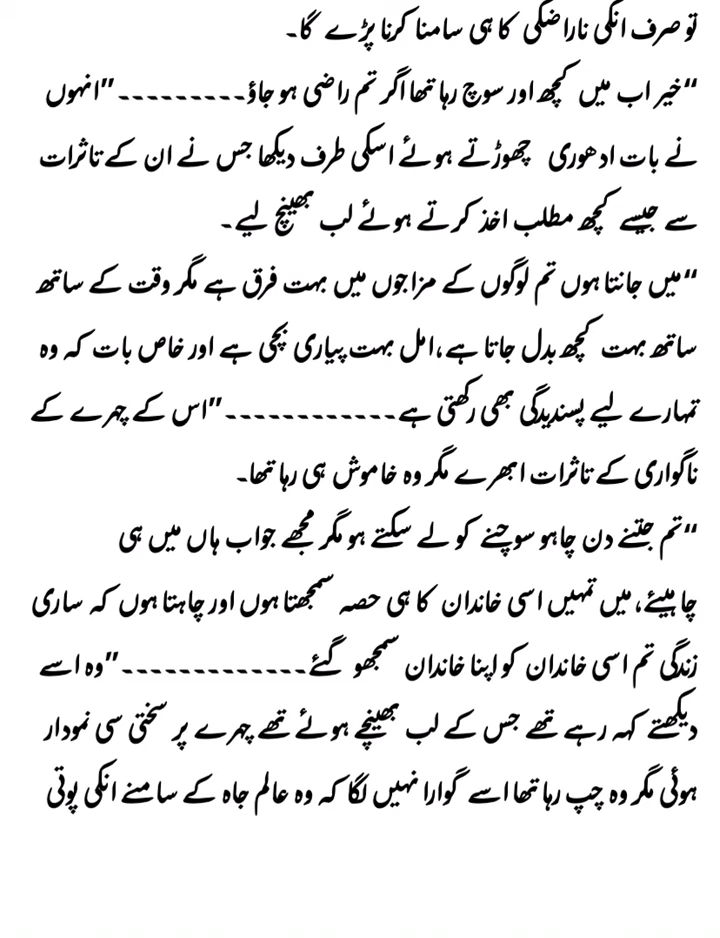 تو صرف انکی ناراضگی کا ہی سامنا کرنا پڑے گا۔
“خیر اب میں کچھ اور سوچ رہا تھا اگر تم راضی ہو جاؤ۔۔۔۔۔۔۔۔۔”انہوں
نے بات ادھوری چھوڑتے ہوئے اسکی طرف دیکھا جس نے ان کے تاثرات
سے جیسے کچھ مطلب اخذ کرتے ہوئے لب بھینچ لیے۔
“میں جانتا ہوں تم لوگوں کے مزاجوں میں بہت فرق ہے مگر وقت کے ساتھ
ساتھ بہت کچھ بدل جاتا ہے،امل بہت پیاری بچی ہے اور خاص بات کہ وہ
تمہارے لیے پسندیدگی بھی رکھتی ہے۔۔۔۔۔۔۔۔۔۔۔۔”اس کے چہرے کے
ناگواری کے تاثرات ابھرے مگر وہ خاموش ہی رہا تھا۔
“تم جتنے دن چاہو سوچنے کو لے سکتے ہو مگر مجھے جواب ہاں میں ہی
چاہیئے،میں تمہیں اسی خاندان کا ہی حصہ سمجھتا ہوں اور چاہتا ہوں کہ ساری
زندگی تم اسی خاندان کو اپنا خاندان سمجھو گئے۔۔۔۔۔۔۔۔۔۔۔۔۔”وہ اسے
دیکھتے کہہ رہے تھے جس کے لب بھینچے ہوئے تھے چہرے پر سختی سی نمودار
ہوئی مگر وہ چپ رہا تھا اسے گوارا نہیں لگا کہ وہ عالم جاہ کے سامنے انکی پوتی